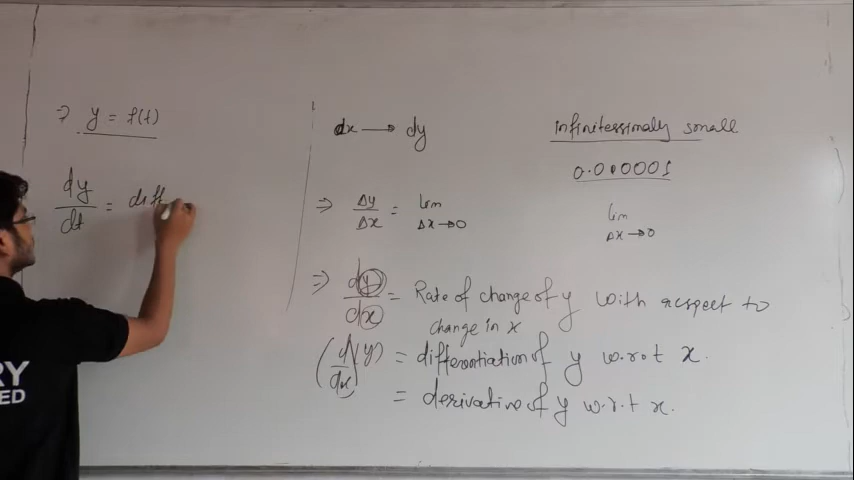 ⇒ y = f(t)
dy/dt = diff
dx → dy
infinitessimaly small
0.000001
⇒ Δy/Δx = lim Δx→0
lim Δx→0
⇒ dy/dx = Rate of change of y with respect to
change in x
(d/dx)(y) = differentiation of y w.r.t x.
= derivative of y w.r.t x.
RY
ED